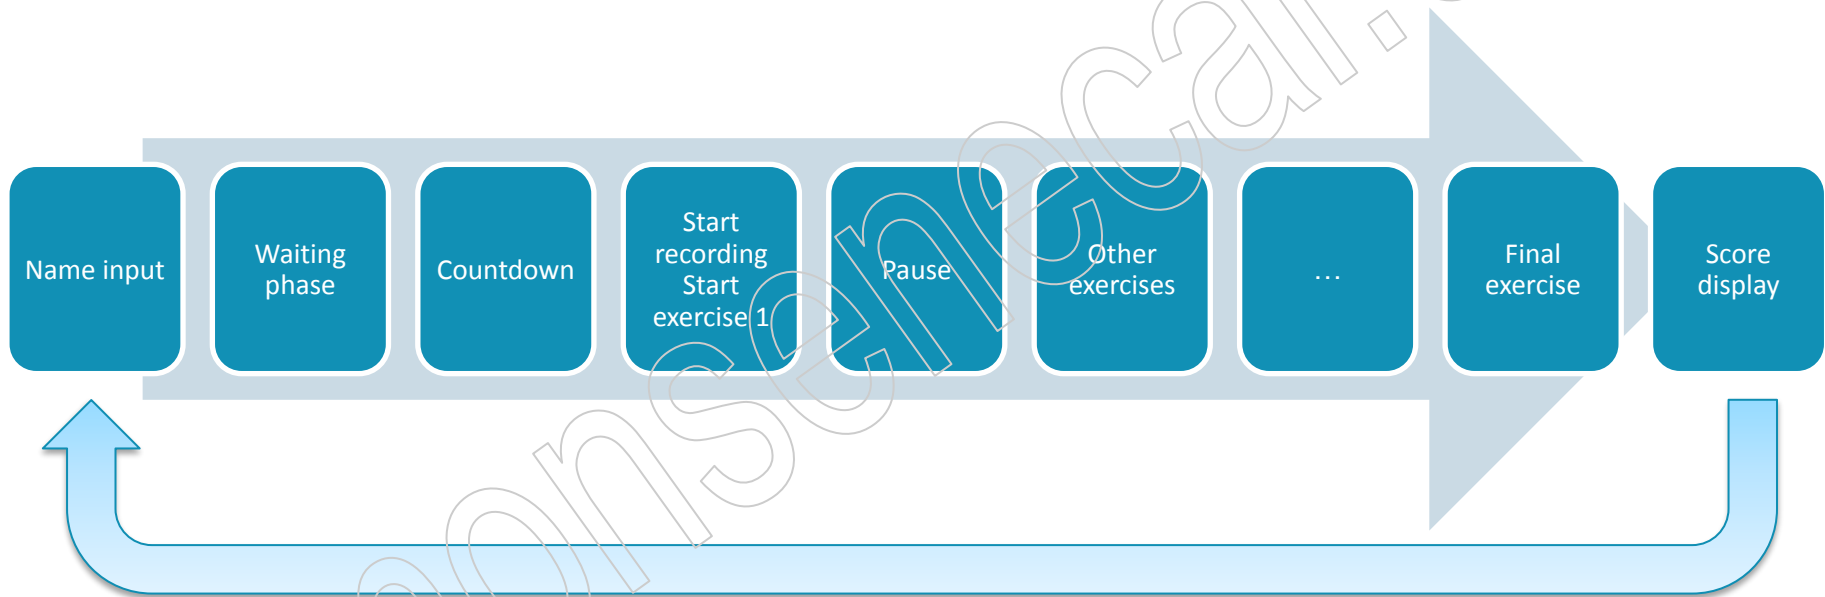 Name input
Waiting
phase
Countdown
Start
recording
Start
exercise 1
Pause
Other
exercises
...
Final
exercise
Score
display